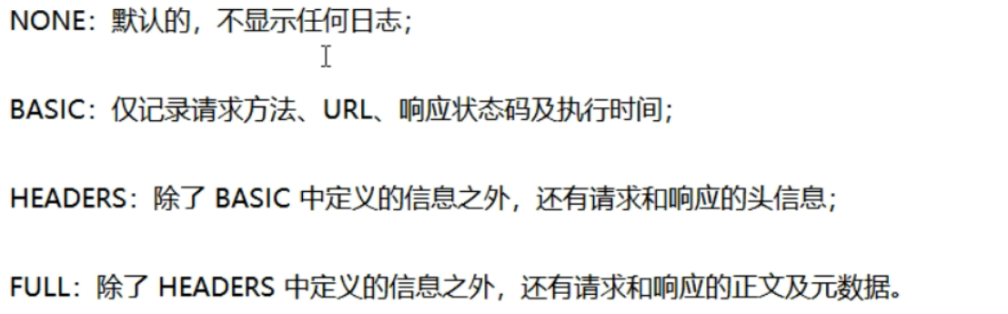 NONE：默认的，不显示任何日志；
BASIC：仅记录请求方法、URL、响应状态码及执行时间；
HEADERS：除了 BASIC 中定义的信息之外，还有请求和响应的头信息；
FULL：除了 HEADERS 中定义的信息之外，还有请求和响应的正文及元数据。